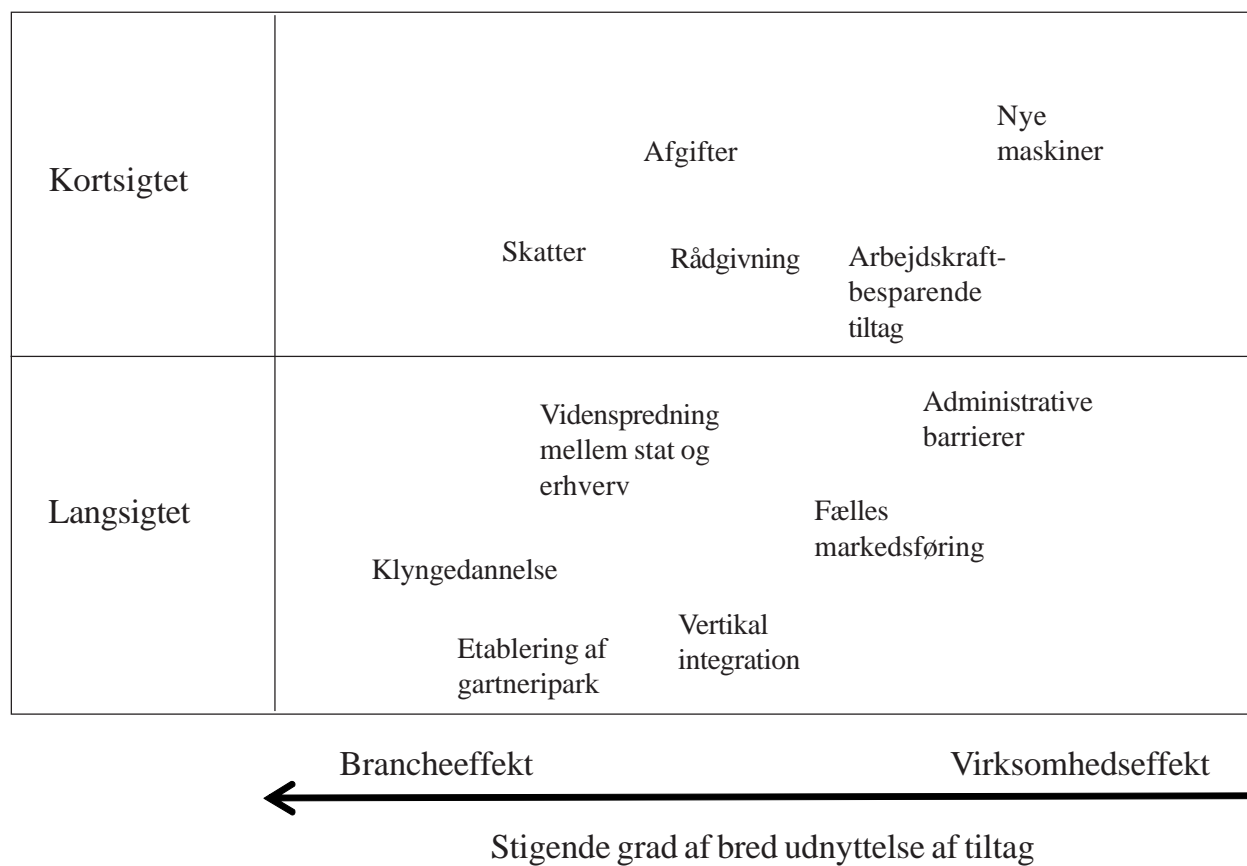 Kortsigtet
Nye
maskiner
Afgifter
Skatter
Rådgivning
Arbejdskraft-
besparende
tiltag
Langsigtet
Videnspredning
mellem stat og
erhverv
Administrative
barrierer
Fælles
markedsføring
Klyngedannelse
Vertikal
integration
Etablering af
gartneripark
Brancheeffekt
Virksomhedseffekt
Stigende grad af bred udnyttelse af tiltag